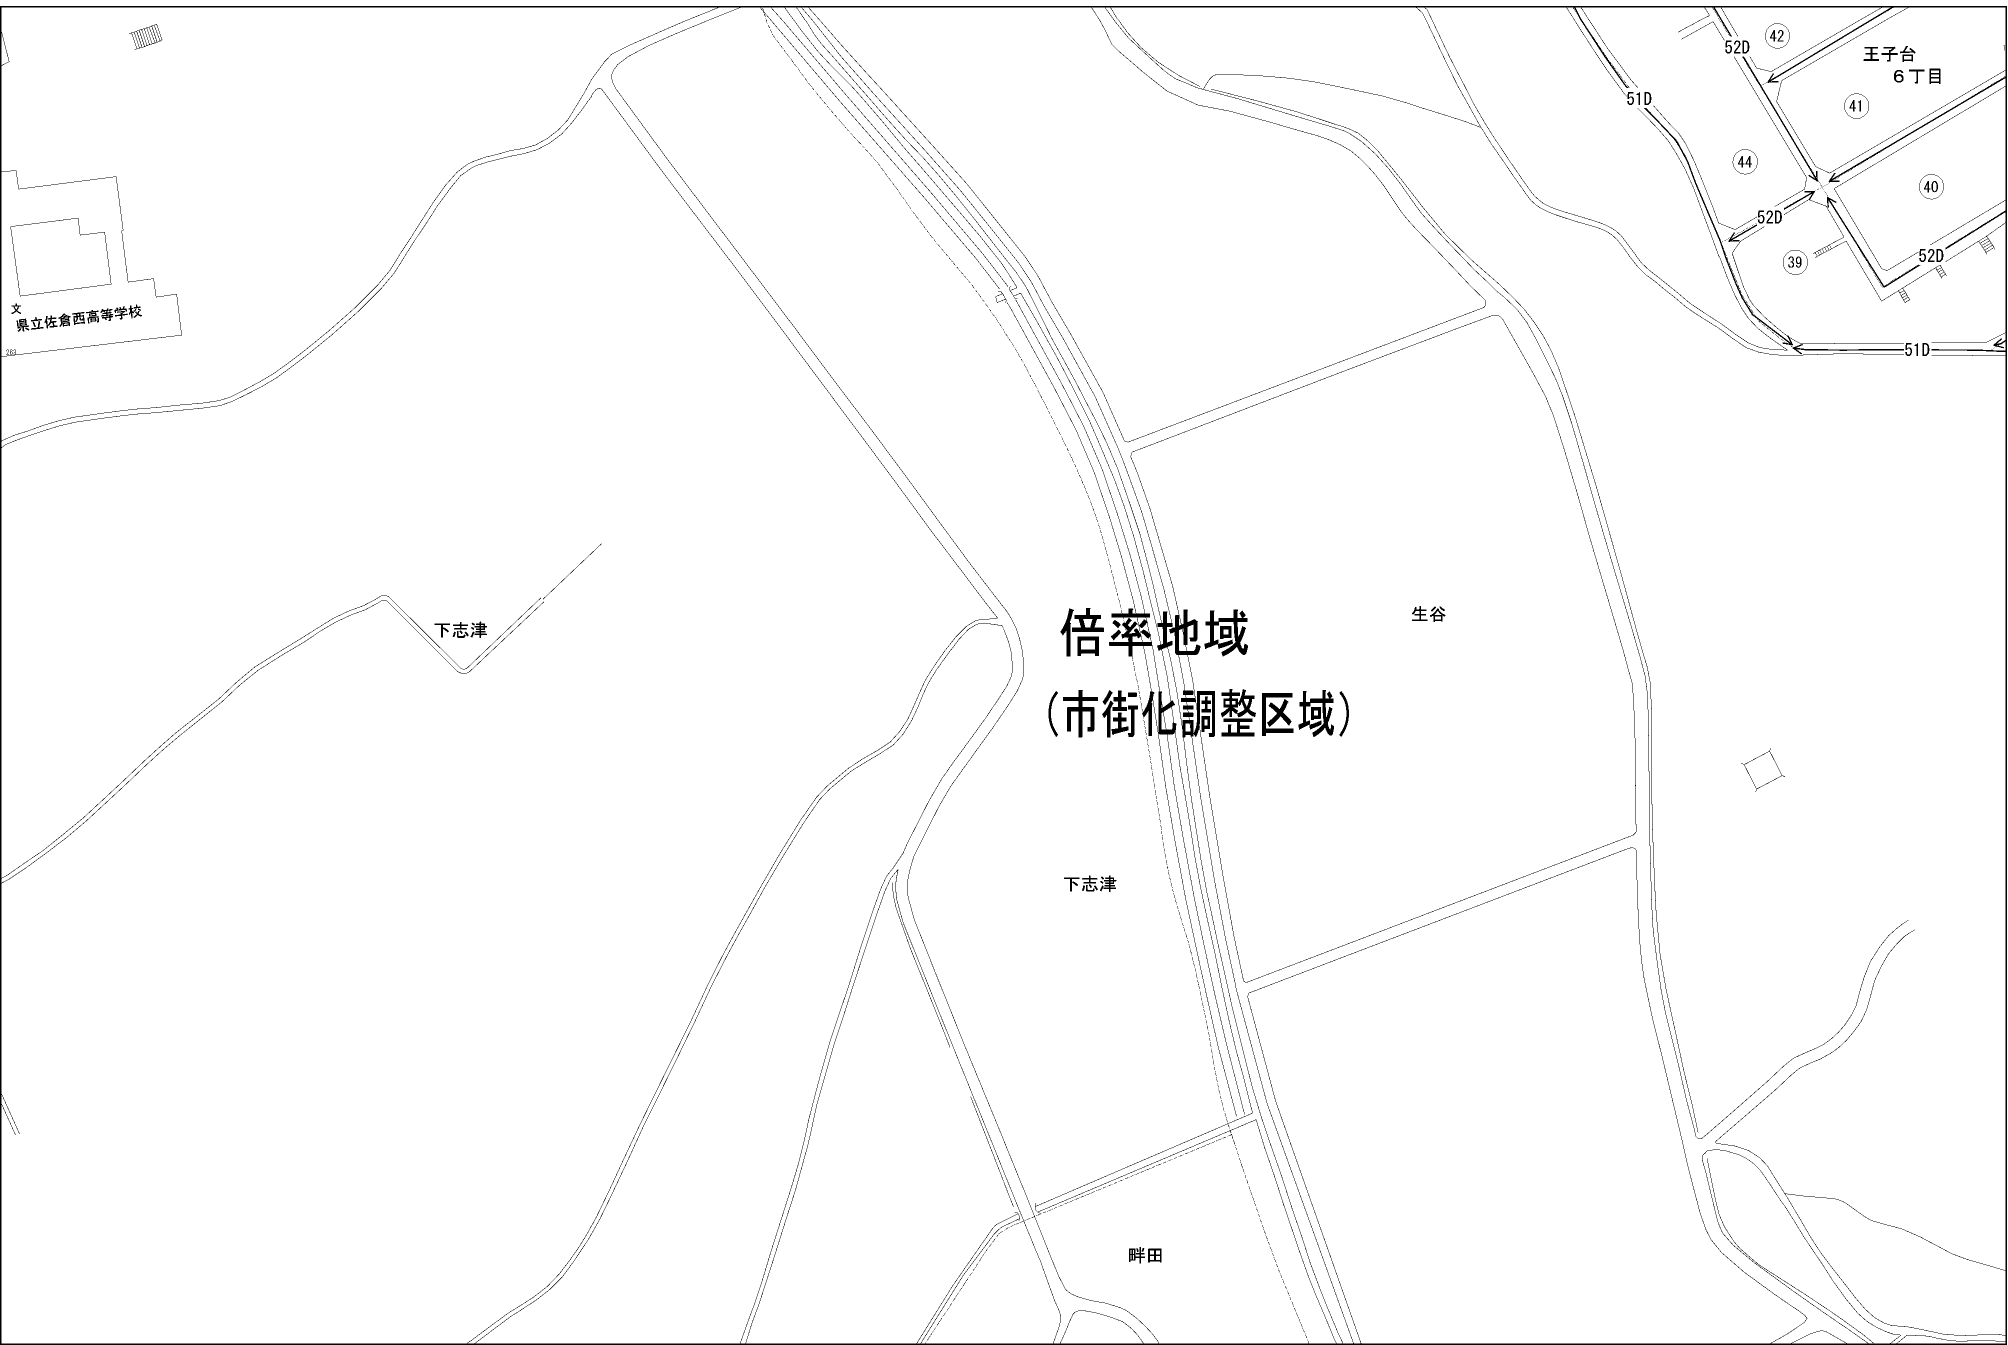 42
52D
王子台
6丁目
51D
41
44
40
52D
39
52D
文
県立佐倉西高等学校
263
51D
倍率地域
生谷
下志津
(市街化調整区域)
下志津
畔田